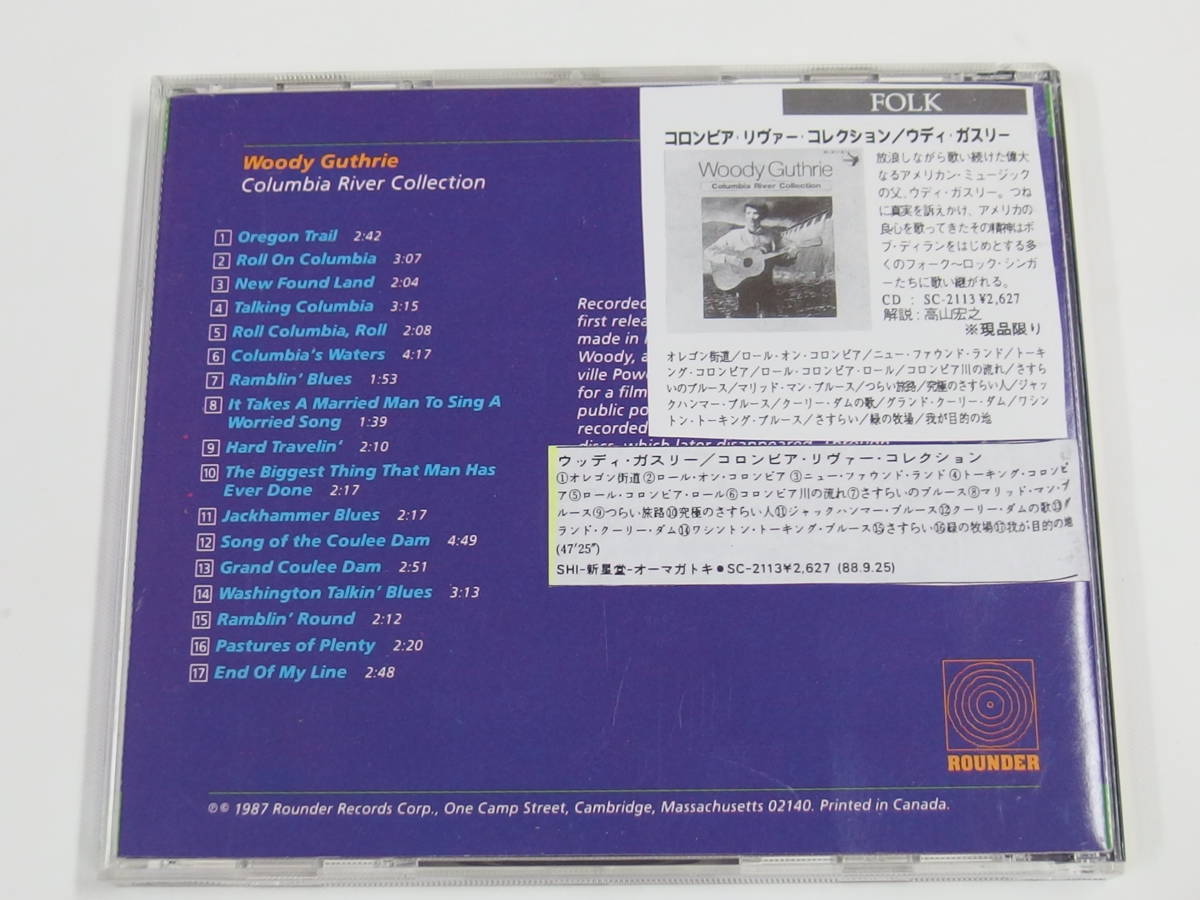 Woody Guthrie
Columbia River Collection
1 Oregon Trail 2:42
2 Roll On Columbia 3:07
3 New Found Land 2:04
4 Talking Columbia 3:15
5 Roll Columbia, Roll 2:08
6 Columbia's Waters 4:17
7 Ramblin' Blues 1:53
8 It Takes A Married Man To Sing A
Worried Song 1:39
9 Hard Travelin' 2:10
10 The Biggest Thing That Man Has
Ever Done 2:17
11 Jackhammer Blues 2:17
12 Song of the Coulee Dam 4:49
13 Grand Coulee Dam 2:51
14 Washington Talkin' Blues 3:13
15 Ramblin' Round 2:12
16 Pastures of Plenty 2:20
17 End Of My Line 2:48
Recorded
first relea
made in
Woody, a
ville Powe
for a film
public po
recorded
discs, which later disappeared. Through
FOLK
コロンビア・リヴァー・コレクション/ウディ・ガスリー
Woody Guthrie
Columbia River Collection
放浪しながら歌い続けた偉大
なるアメリカン・ミュージック
の父、ウディ・ガスリー。つね
に真実を訴えかけ、アメリカの
良心を歌ってきたその精神はボ
ブ・ディランをはじめとする多
くのフォーク〜ロック・シンガ
ーたちに歌い継がれる。
CD : SC-2113 ¥2,627
解説:高山宏之
※現品限り
オレゴン街道/ロール・オン・コロンビア/ニュー・ファウンド・ランド/トーキ
ング・コロンビア/ロール・コロンビア・ロール/コロンビア川の流れ/さすら
いのブルース/マリッド・マン・ブルース/つらい旅路/究極のさすらい人/ジャッ
クハンマー・ブルース/クーリー・ダムの歌/グランド・クーリー・ダム/ワシン
トン・トーキング・ブルース/さすらい/緑の牧場/我が目的の地
ウッディ・ガスリー/コロンビア・リヴァー・コレクション
①オレゴン街道②ロール・オン・コロンビア③ニュー・ファウンド・ランド④トーキング・コロンビ
ア⑤ロール・コロンビア・ロール⑥コロンビア川の流れ⑦さすらいのブルース⑧マリッド・マン・ブ
ルース⑨つらい旅路⑩究極のさすらい人⑪ジャックハンマー・ブルース⑫クーリー・ダムの歌⑬グ
ランド・クーリー・ダム⑭ワシントン・トーキング・ブルース⑮さすらい⑯緑の牧場⑰我が目的の地
(47'25")
SHI-新星堂-オーマガトキ●SC-2113¥2,627 (88.9.25)
ROUNDER
℗© 1987 Rounder Records Corp., One Camp Street, Cambridge, Massachusetts 02140. Printed in Canada.